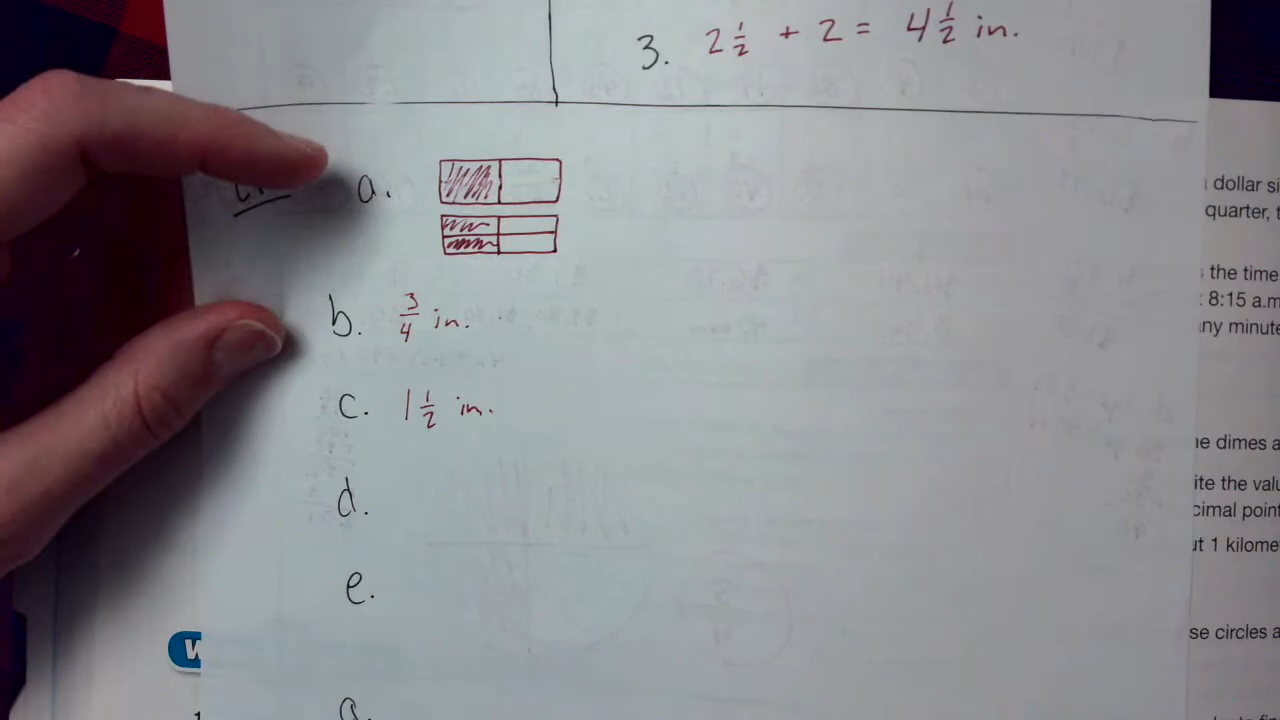 3. 2 1/2 + 2 = 4 1/2 in.
a.
b. 3/4 in.
c. 1 1/2 in.
d.
e.
a.
dollar si
quarter, t
the time
8:15 a.m
ny minute
e dimes a
ite the valu
cimal point
ut 1 kilome
se circles a
W